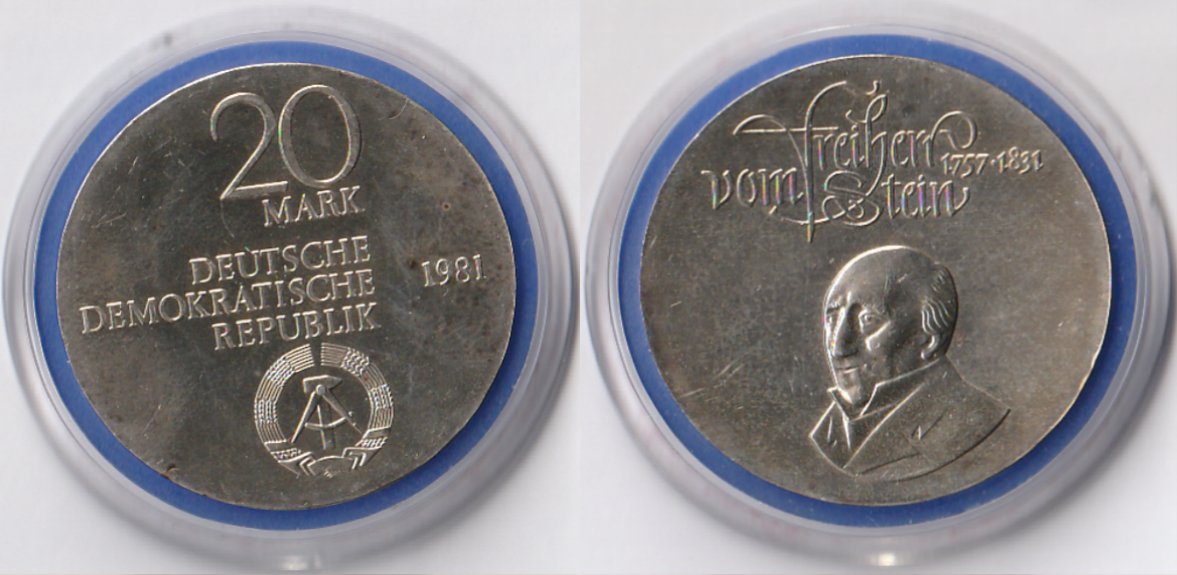 20
MARK
DEUTSCHE
DEMOKRATISCHE
REPUBLIK
1981
freiherr
vom Stein
1757·1831